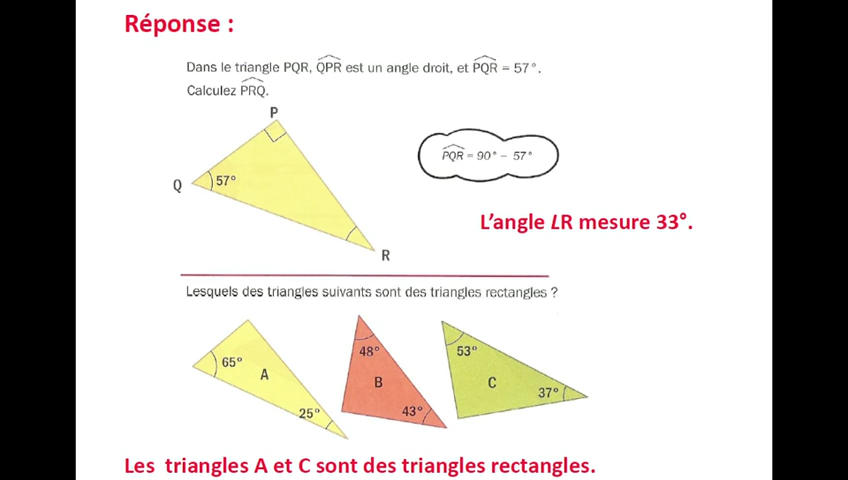 Réponse :
Dans le triangle PQR, QPR est un angle droit, et PQR = 57°.
Calculez PRQ.
P
Q
57°
R
PQR = 90° – 57°
L'angle LR mesure 33°.
Lesquels des triangles suivants sont des triangles rectangles ?
65°
A
25°
48°
B
43°
53°
C
37°
Les triangles A et C sont des triangles rectangles.